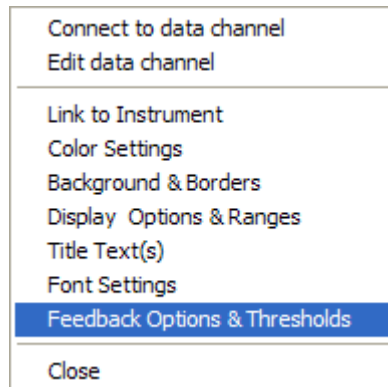 Connect to data channel
Edit data channel
Link to Instrument
Color Settings
Background & Borders
Display  Options & Ranges
Title Text(s)
Font Settings
Feedback Options & Thresholds
Close